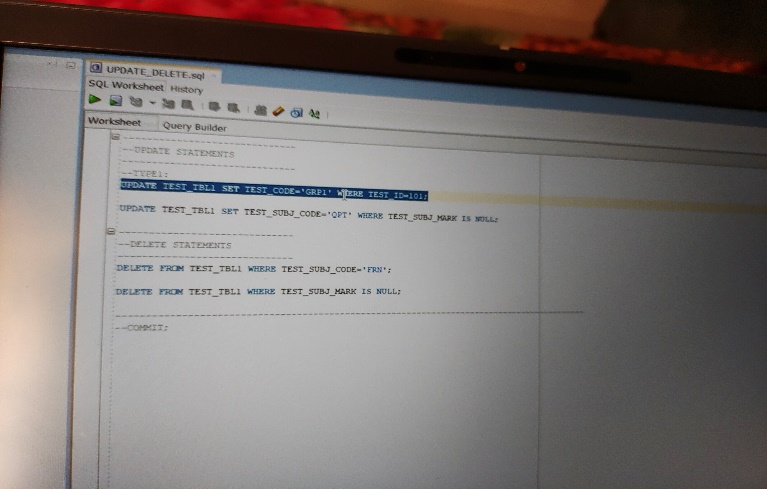 UPDATE_DELETE.sql
SQL Worksheet History
Worksheet Query Builder
--UPDATE STATEMENTS
--TYPE1:
UPDATE TEST_TBL1 SET TEST_CODE='GRP1' WHERE TEST_ID=101;
UPDATE TEST_TBL1 SET TEST_SUBJ_CODE='OPT' WHERE TEST_SUBJ_MARK IS NULL;
--DELETE STATEMENTS
DELETE FROM TEST_TBL1 WHERE TEST_SUBJ_CODE='FRN';
DELETE FROM TEST_TBL1 WHERE TEST_SUBJ_MARK IS NULL;
--COMMIT;